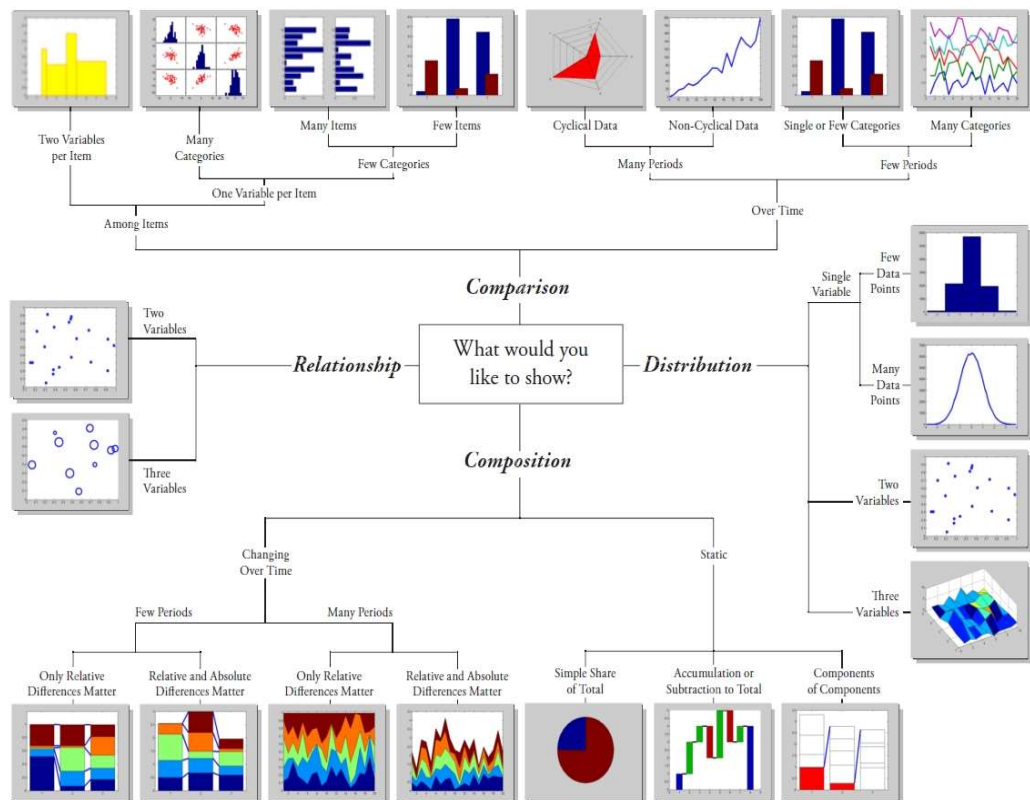 Two Variables
per Item
Many
Categories
Many Items
Few Items
Cyclical Data
Non-Cyclical Data
Single or Few Categories
Many Categories
Few Categories
Many Periods
Few Periods
One Variable per Item
Among Items
Over Time
Comparison
Relationship
What would you
like to show?
Distribution
Composition
Two
Variables
Three
Variables
Single
Variable
Few
Data
Points
Many
Data
Points
Two
Variables
Three
Variables
Changing
Over Time
Static
Few Periods
Many Periods
Only Relative
Differences Matter
Relative and Absolute
Differences Matter
Only Relative
Differences Matter
Relative and Absolute
Differences Matter
Simple Share
of Total
Accumulation or
Subtraction to Total
Components
of Components